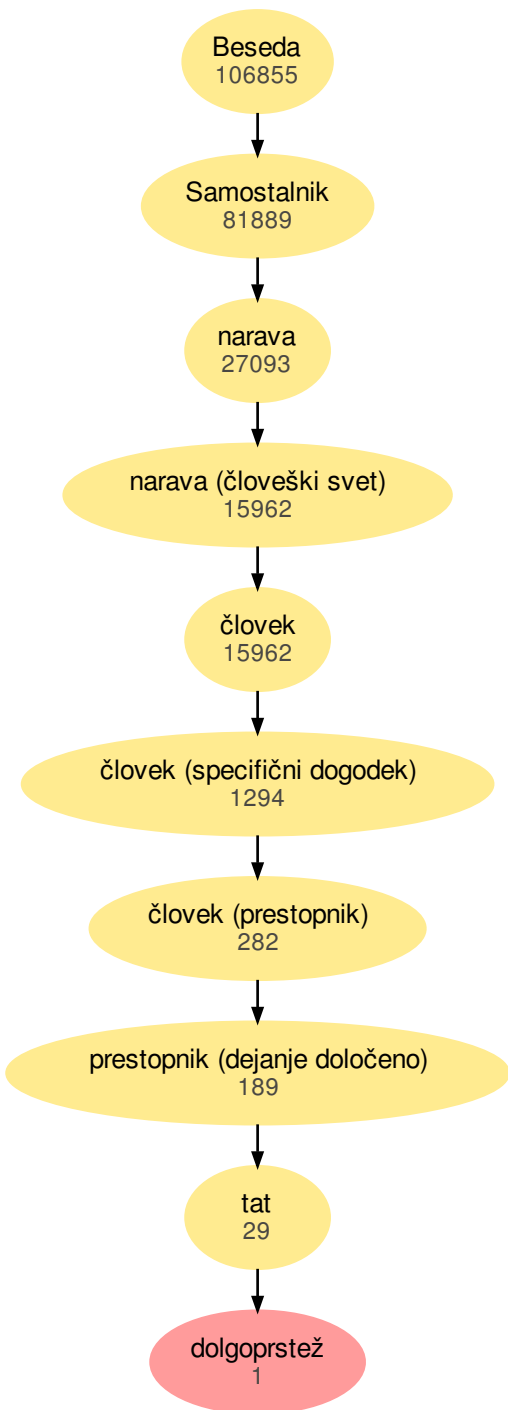 Beseda
106855
Samostalnik
81889
narava
27093
narava (človeški svet)
15962
človek
15962
človek (specifični dogodek)
1294
človek (prestopnik)
282
prestopnik (dejanje določeno)
189
tat
29
dolgoprstež
1